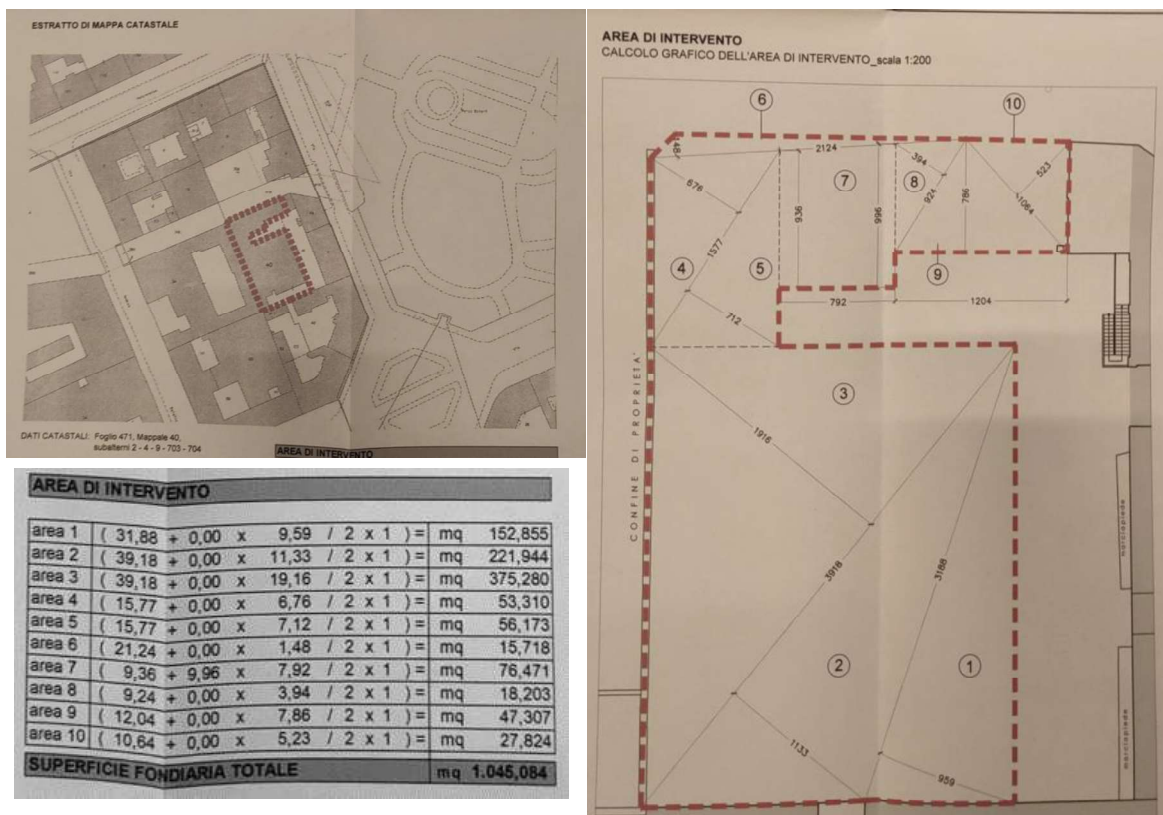 ESTRATTO DI MAPPA CATASTALE
DATI CATASTALI: Foglio 471, Mappale 40,
subalterni 2 - 4 - 9 - 703 - 704
AREA DI INTERVENTO
AREA DI INTERVENTO
area 1 ( 31,88 + 0,00 x 9,59 / 2 x 1 ) = mq 152,855
area 2 ( 39,18 + 0,00 x 11,33 / 2 x 1 ) = mq 221,944
area 3 ( 39,18 + 0,00 x 19,16 / 2 x 1 ) = mq 375,280
area 4 ( 15,77 + 0,00 x 6,76 / 2 x 1 ) = mq 53,310
area 5 ( 15,77 + 0,00 x 7,12 / 2 x 1 ) = mq 56,173
area 6 ( 21,24 + 0,00 x 1,48 / 2 x 1 ) = mq 15,718
area 7 ( 9,36 + 9,96 x 7,92 / 2 x 1 ) = mq 76,471
area 8 ( 9,24 + 0,00 x 3,94 / 2 x 1 ) = mq 18,203
area 9 ( 12,04 + 0,00 x 7,86 / 2 x 1 ) = mq 47,307
area 10 ( 10,64 + 0,00 x 5,23 / 2 x 1 ) = mq 27,824
SUPERFICIE FONDIARIA TOTALE mq 1.045,084
AREA DI INTERVENTO
CALCOLO GRAFICO DELL'AREA DI INTERVENTO_scala 1:200
6
10
148
2124
394
523
676
7
8
936
996
924
786
1064
1577
4
5
9
712
792
1204
CONFINE DI PROPRIETA'
3
1916
3918
3188
2
1
1133
959
marciapiede
marciapiede